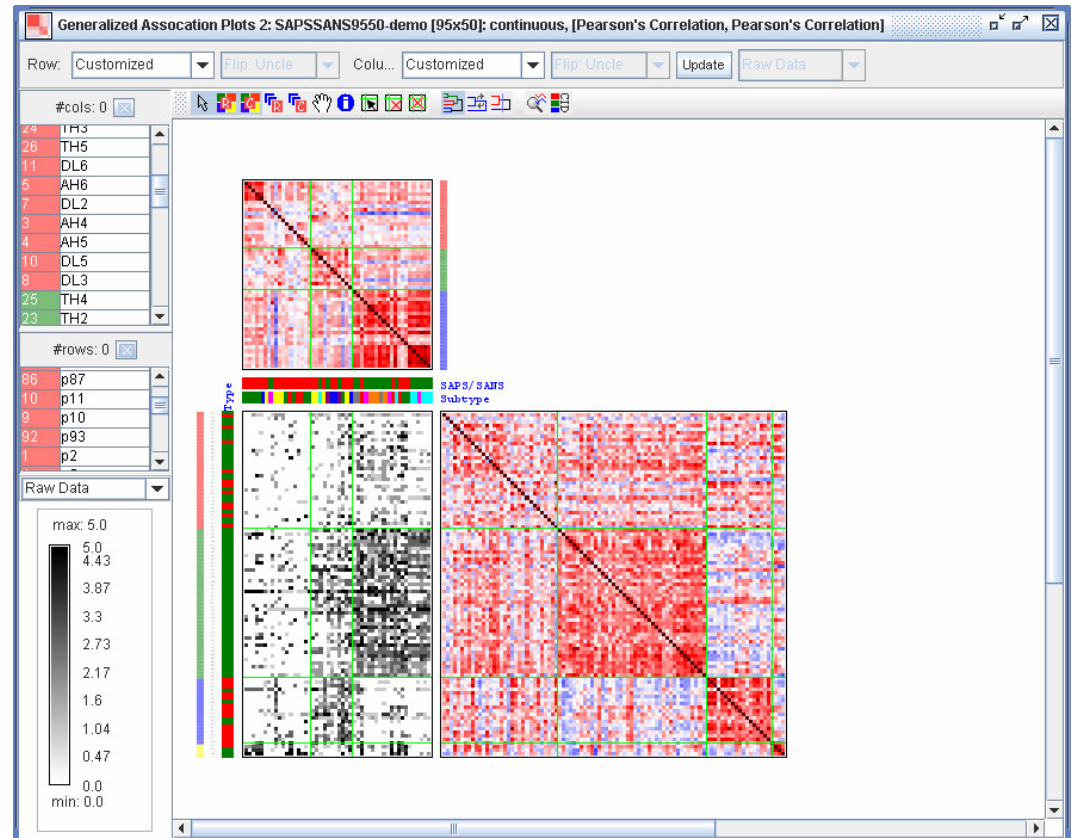 Generalized Assocation Plots 2: SAPSSANS9550-demo [95x50]: continuous, [Pearson's Correlation, Pearson's Correlation]
Row: Customized Flip: Uncle Colu... Customized Flip: Uncle Update Raw Data
#cols: 0
24 TH3
26 TH5
11 DL6
5 AH6
7 DL2
3 AH4
4 AH5
10 DL5
8 DL3
25 TH4
23 TH2
#rows: 0
86 p87
10 p11
9 p10
92 p93
1 p2
Raw Data
max: 5.0
5.0
4.43
3.87
3.3
2.73
2.17
1.6
1.04
0.47
0.0
min: 0.0
Type
SAPS/SANS
Subtype